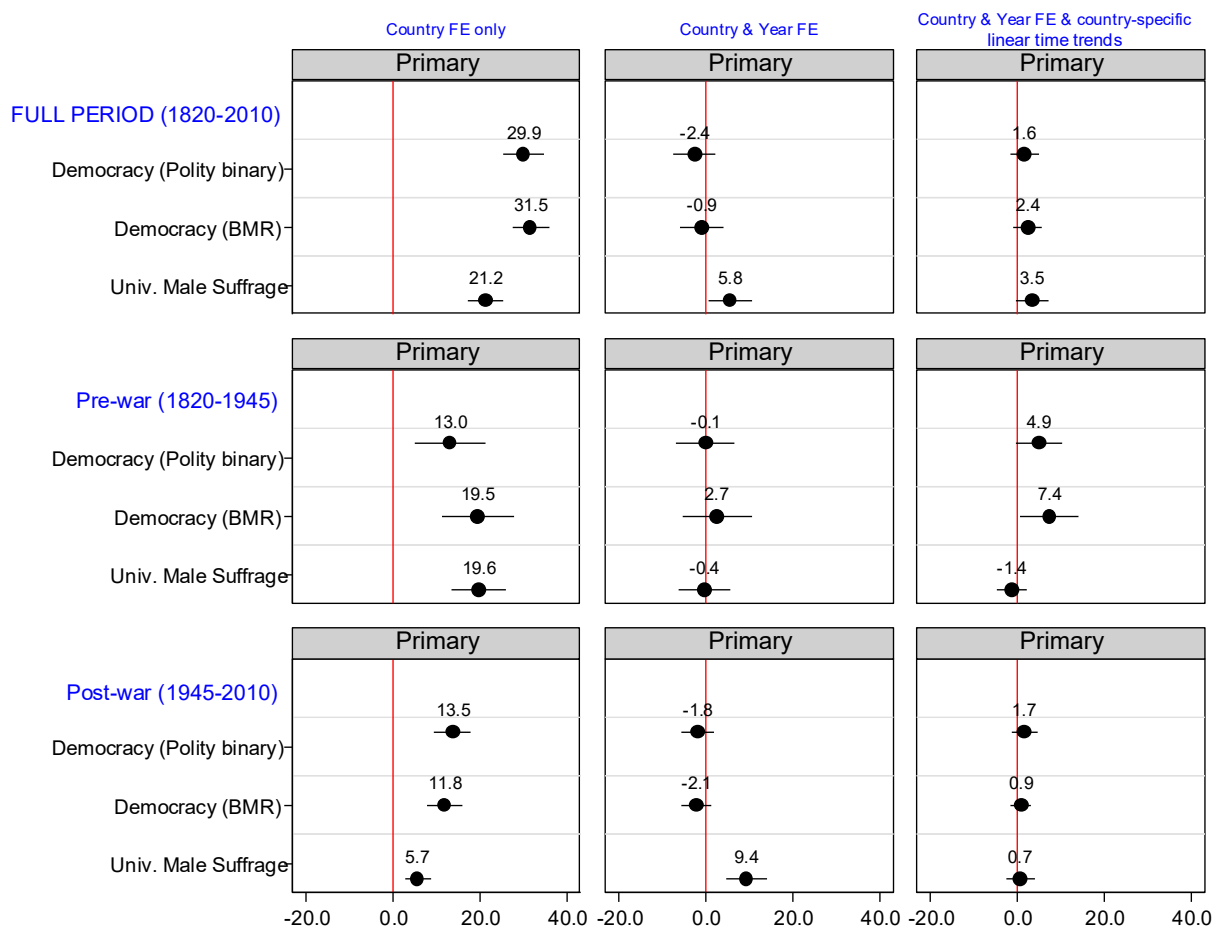 Country FE only
Country & Year FE
Country & Year FE & country-specific
linear time trends
Primary
Primary
Primary
FULL PERIOD (1820-2010)
29.9
-2.4
1.6
Democracy (Polity binary)
31.5
-0.9
2.4
Democracy (BMR)
21.2
5.8
3.5
Univ. Male Suffrage
Primary
Primary
Primary
Pre-war (1820-1945)
13.0
-0.1
4.9
Democracy (Polity binary)
19.5
2.7
7.4
Democracy (BMR)
19.6
-0.4
-1.4
Univ. Male Suffrage
Primary
Primary
Primary
Post-war (1945-2010)
13.5
-1.8
1.7
Democracy (Polity binary)
11.8
-2.1
0.9
Democracy (BMR)
5.7
9.4
0.7
Univ. Male Suffrage
-20.0 0.0 20.0 40.0
-20.0 0.0 20.0 40.0
-20.0 0.0 20.0 40.0